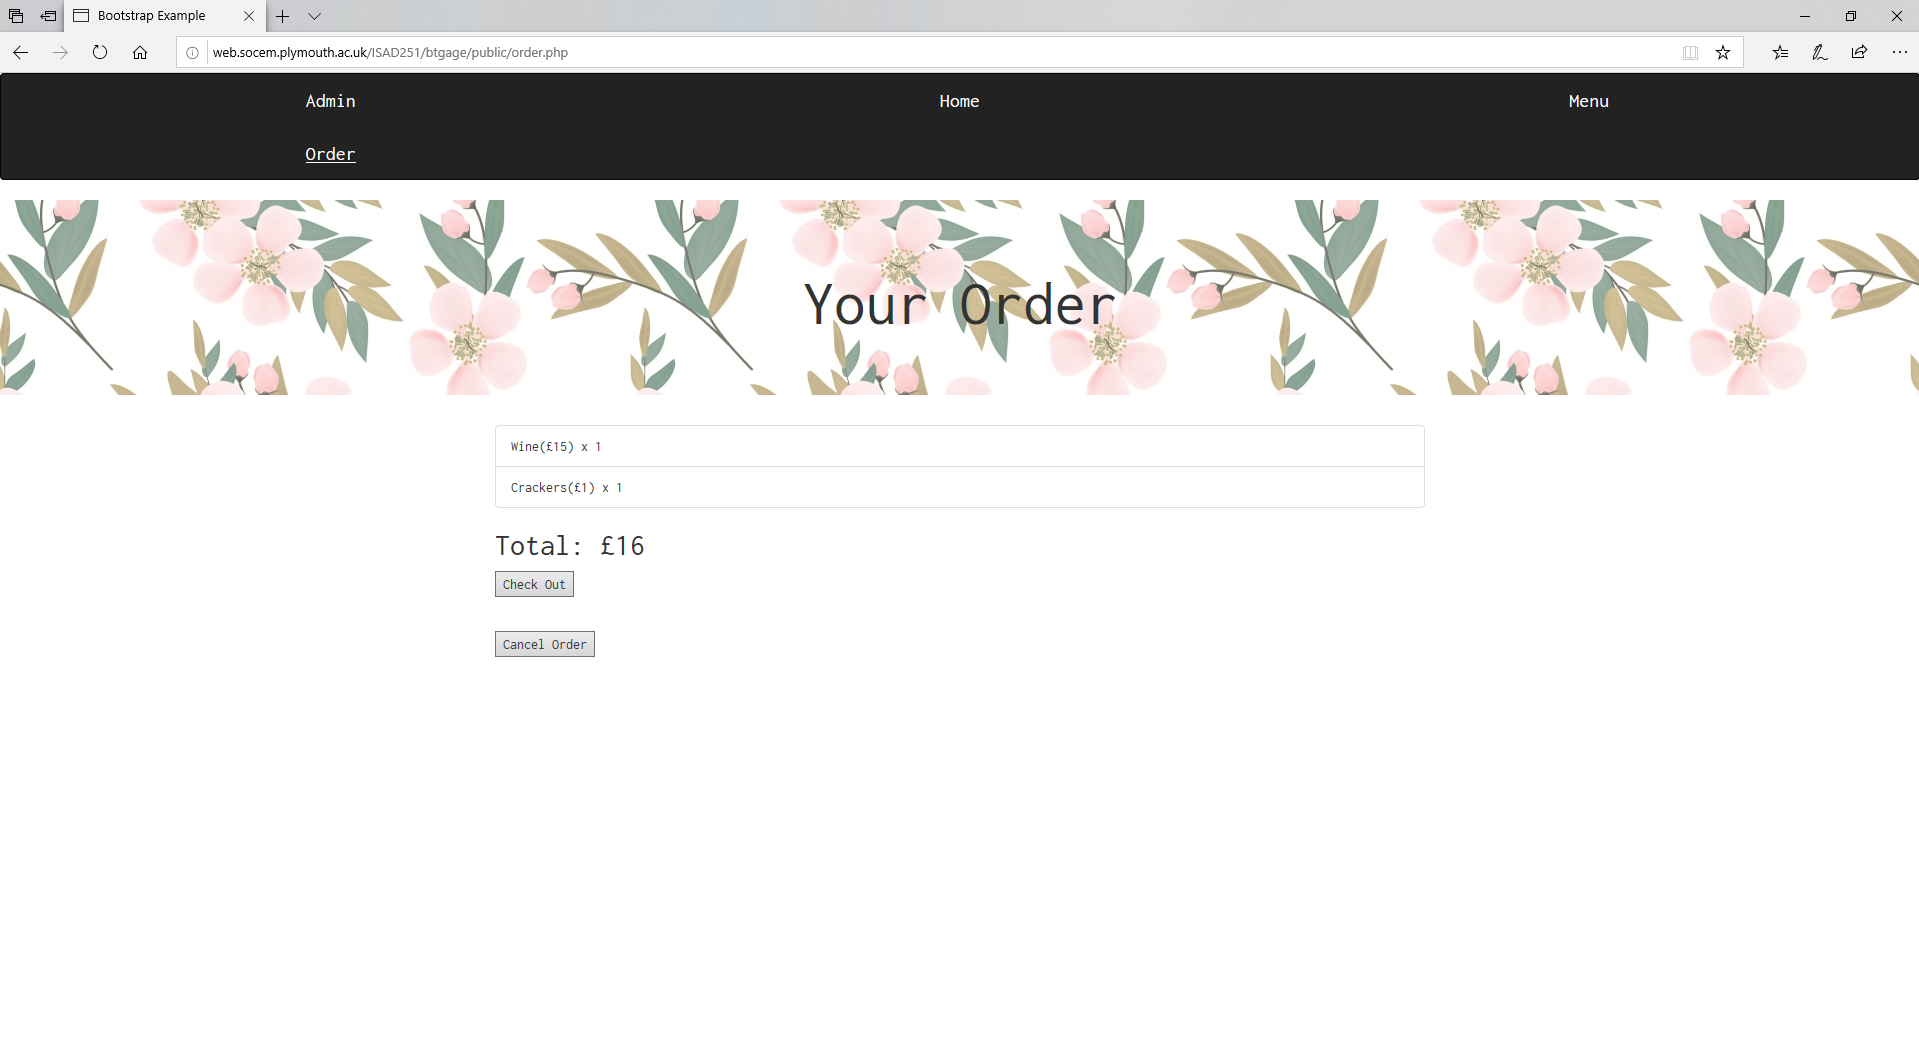 Bootstrap Example
web.socem.plymouth.ac.uk/ISAD251/btgage/public/order.php
Admin Home Menu
Order
Your Order
Wine(£15) x 1
Crackers(£1) x 1
Total: £16
Check Out
Cancel Order